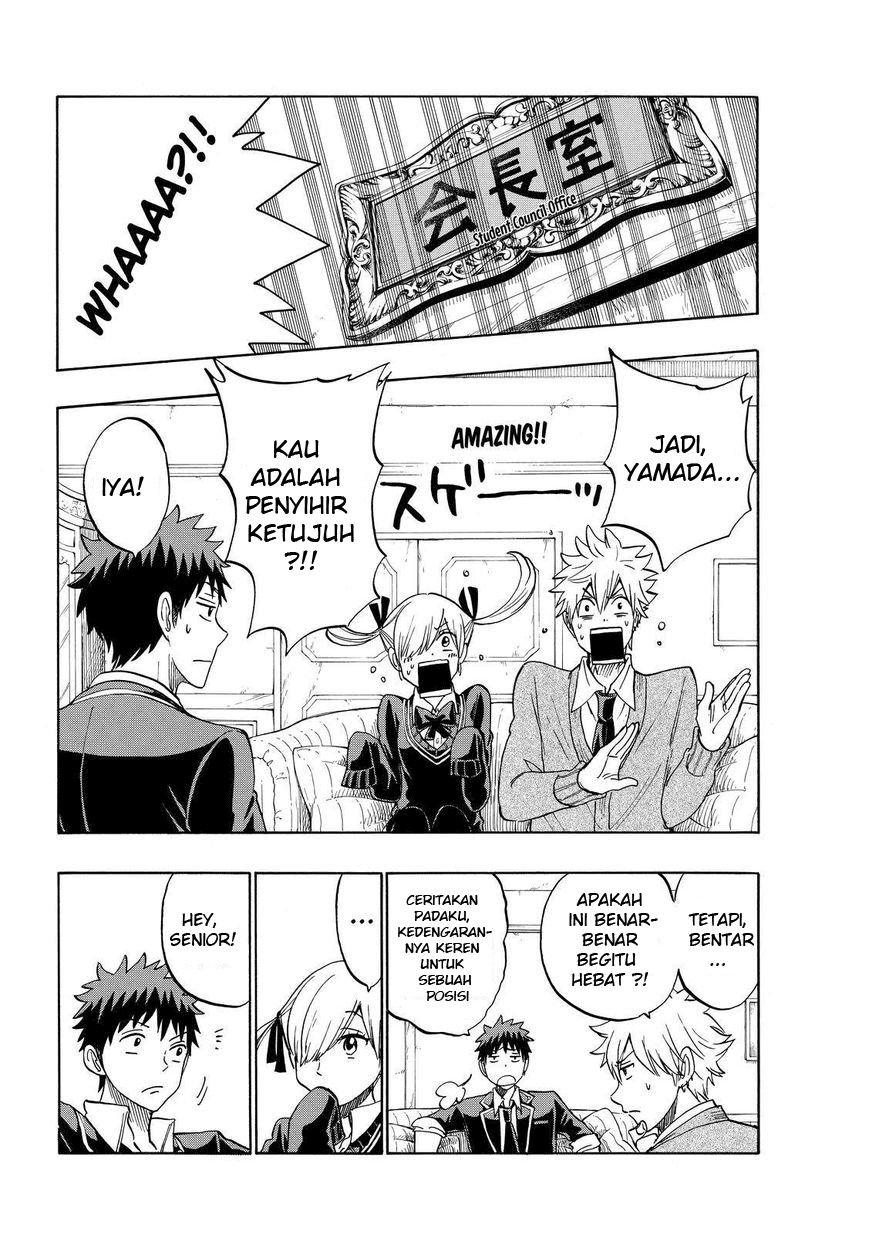 会長室
Student Council Office
WHAAAA?!!
JADI,
YAMADA...
AMAZING!!
スゲーッ
KAU
ADALAH
PENYIHIR
KETUJUH
?!!
IYA!
TETAPI,
BENTAR
...
APAKAH
INI BENAR-
BENAR
BEGITU
HEBAT ?!
CERITAKAN
PADAKU,
KEDENGARAN-
NYA KEREN
UNTUK
SEBUAH
POSISI
...
HEY,
SENIOR!